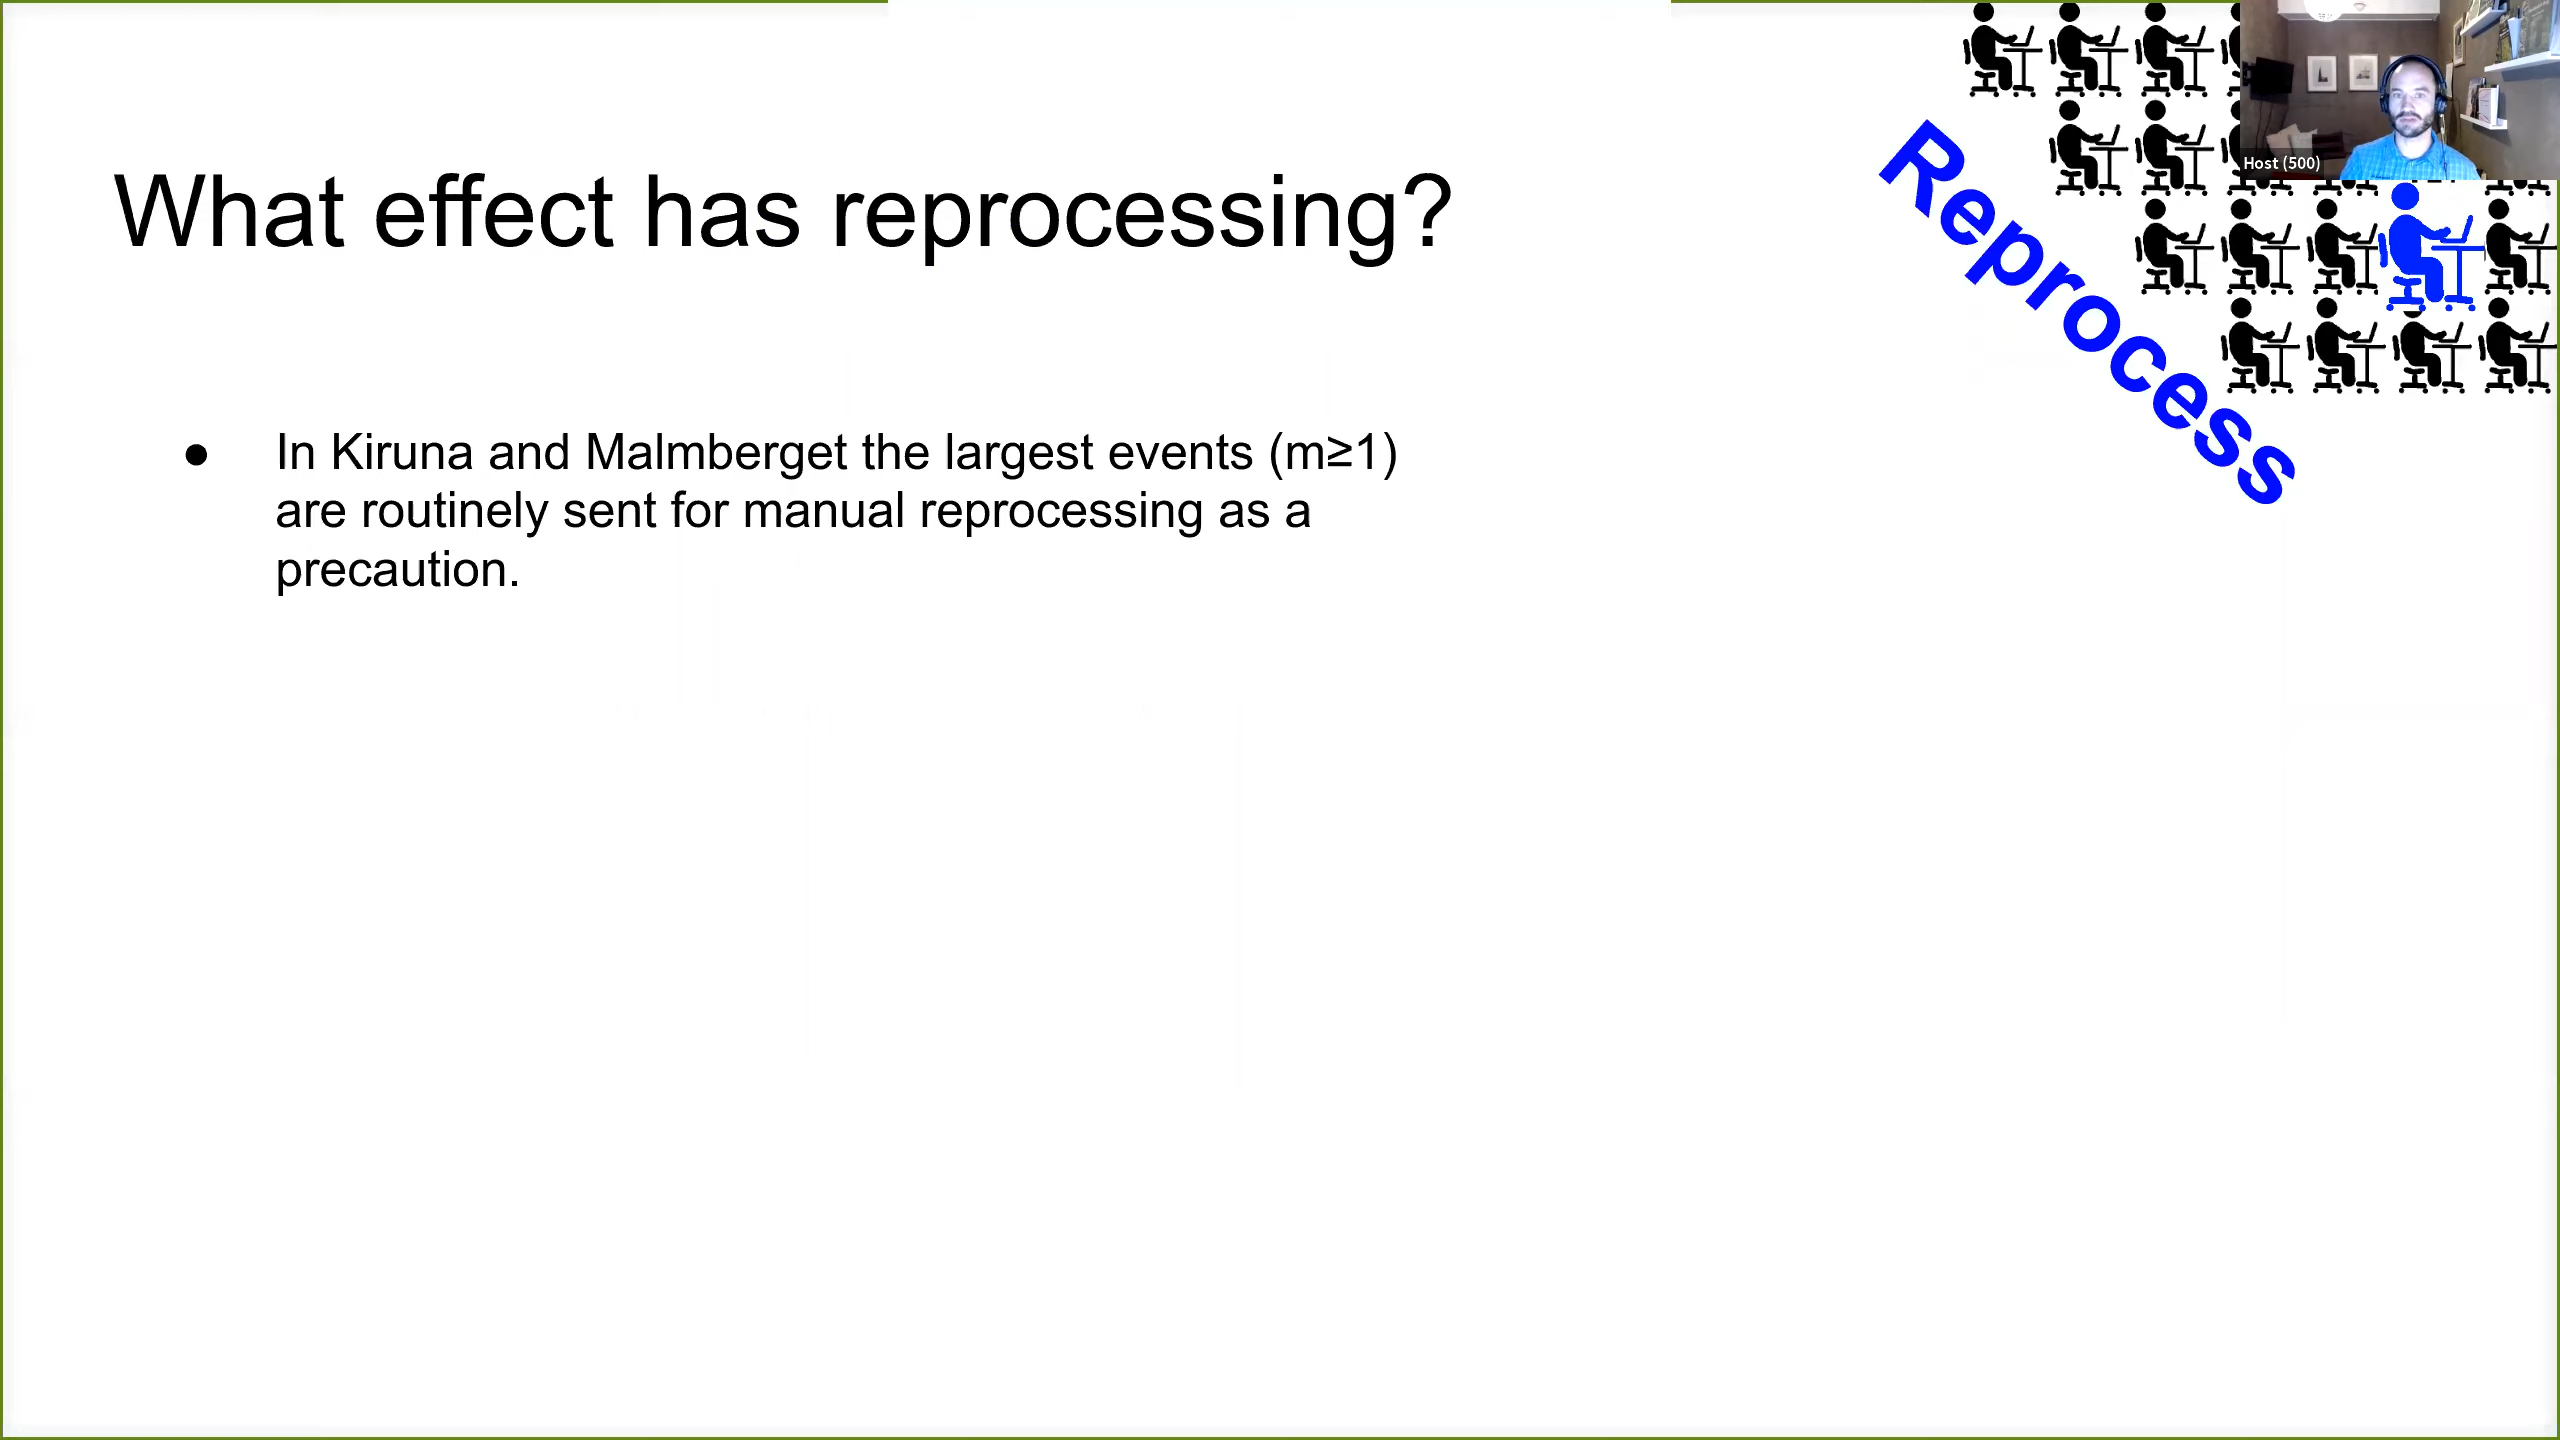 What effect has reprocessing?
Reprocess
Host (500)
● In Kiruna and Malmberget the largest events (m≥1)
are routinely sent for manual reprocessing as a
precaution.